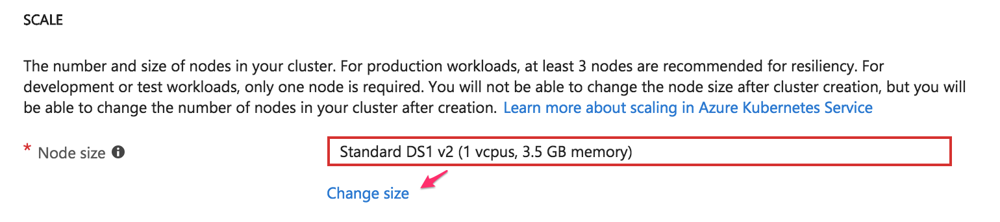 SCALE
The number and size of nodes in your cluster. For production workloads, at least 3 nodes are recommended for resiliency. For
development or test workloads, only one node is required. You will not be able to change the node size after cluster creation, but you will
be able to change the number of nodes in your cluster after creation. Learn more about scaling in Azure Kubernetes Service
* Node size
Standard DS1 v2 (1 vcpus, 3.5 GB memory)
Change size